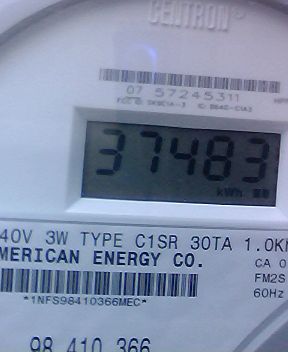 CENTRON®
07 57245311
37483
kWh
40V 3W TYPE C1SR 30TA 1.0K
MERICAN ENERGY CO.
CA 0
FM2S
60Hz
*1NFS98410366MEC*
98 410 366